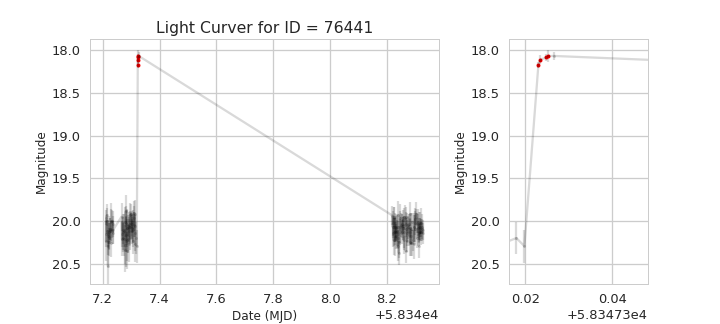 Light Curver for ID = 76441
Magnitude
18.0
18.5
19.0
19.5
20.0
20.5
7.2 7.4 7.6 7.8 8.0 8.2
Date (MJD)
+5.834e4
Magnitude
18.0
18.5
19.0
19.5
20.0
20.5
0.02 0.04
+5.83473e4